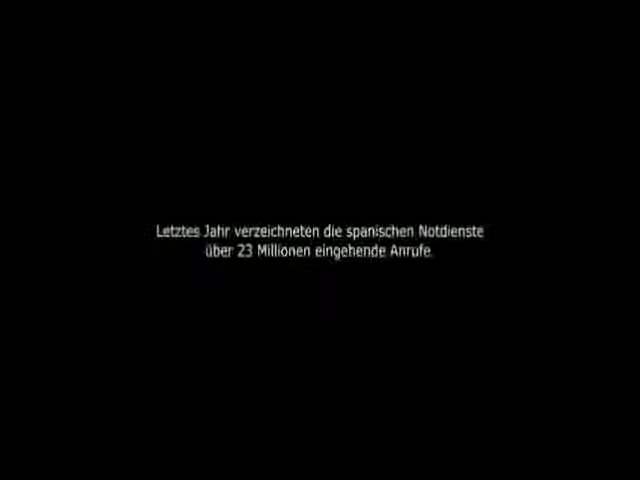 Letztes Jahr verzeichneten die spanischen Notdienste
über 23 Millionen eingehende Anrufe.